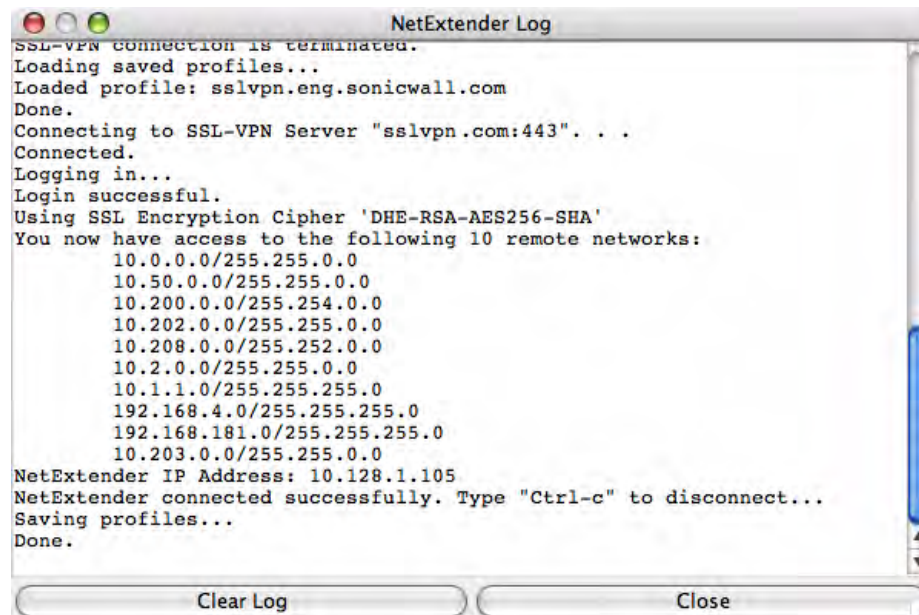 NetExtender Log
SSL-VPN connection is terminated.
Loading saved profiles...
Loaded profile: sslvpn.eng.sonicwall.com
Done.
Connecting to SSL-VPN Server "sslvpn.com:443". . .
Connected.
Logging in...
Login successful.
Using SSL Encryption Cipher 'DHE-RSA-AES256-SHA'
You now have access to the following 10 remote networks:
10.0.0.0/255.255.0.0
10.50.0.0/255.255.0.0
10.200.0.0/255.254.0.0
10.202.0.0/255.255.0.0
10.208.0.0/255.252.0.0
10.2.0.0/255.255.0.0
10.1.1.0/255.255.255.0
192.168.4.0/255.255.255.0
192.168.181.0/255.255.255.0
10.203.0.0/255.255.0.0
NetExtender IP Address: 10.128.1.105
NetExtender connected successfully. Type "Ctrl-c" to disconnect...
Saving profiles...
Done.
Clear Log
Close